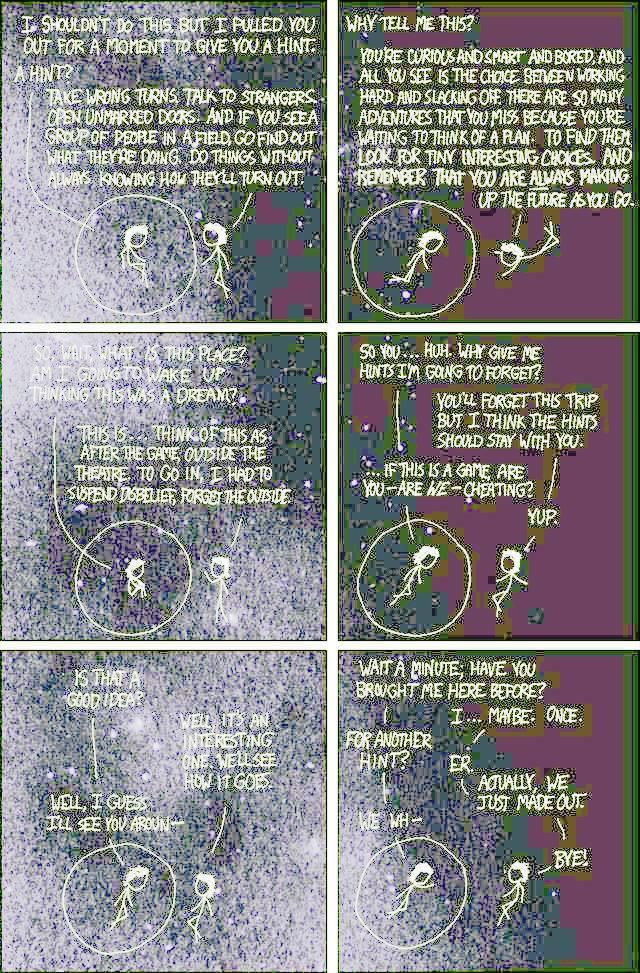 I SHOULDN'T DO THIS, BUT I PULLED YOU
OUT FOR A MOMENT TO GIVE YOU A HINT.
A HINT?
TAKE WRONG TURNS. TALK TO STRANGERS.
OPEN UNMARKED DOORS. AND IF YOU SEE A
GROUP OF PEOPLE IN A FIELD, GO FIND OUT
WHAT THEY'RE DOING. DO THINGS WITHOUT
ALWAYS KNOWING HOW THEY'LL TURN OUT.
WHY TELL ME THIS?
YOU'RE CURIOUS AND SMART AND BORED, AND
ALL YOU SEE IS THE CHOICE BETWEEN WORKING
HARD AND SLACKING OFF. THERE ARE SO MANY
ADVENTURES THAT YOU MISS BECAUSE YOU'RE
WAITING TO THINK OF A PLAN. TO FIND THEM,
LOOK FOR TINY INTERESTING CHOICES. AND
REMEMBER THAT YOU ARE ALWAYS MAKING
UP THE FUTURE AS YOU GO.
SO, WAIT, WHAT IS THIS PLACE?
AM I GOING TO WAKE UP
THINKING THIS WAS A DREAM?
THIS IS... THINK OF THIS AS
AFTER THE GAME, OUTSIDE THE
THEATRE. TO GO IN, I HAD TO
SUSPEND DISBELIEF, FORGET THE OUTSIDE.
SO YOU... HUH. WHY GIVE ME
HINTS I'M GOING TO FORGET?
YOU'LL FORGET THIS TRIP
BUT I THINK THE HINTS
SHOULD STAY WITH YOU.
...IF THIS IS A GAME, ARE
YOU—ARE WE—CHEATING?
YUP.
IS THAT A
GOOD IDEA?
WELL, IT'S AN
INTERESTING
ONE. WE'LL SEE
HOW IT GOES.
WELL, I GUESS
I'LL SEE YOU AROUN—
WAIT A MINUTE, HAVE YOU
BROUGHT ME HERE BEFORE?
I... MAYBE. ONCE.
FOR ANOTHER
HINT?
ER.
ACTUALLY, WE
JUST MADE OUT.
WE WH—
BYE!